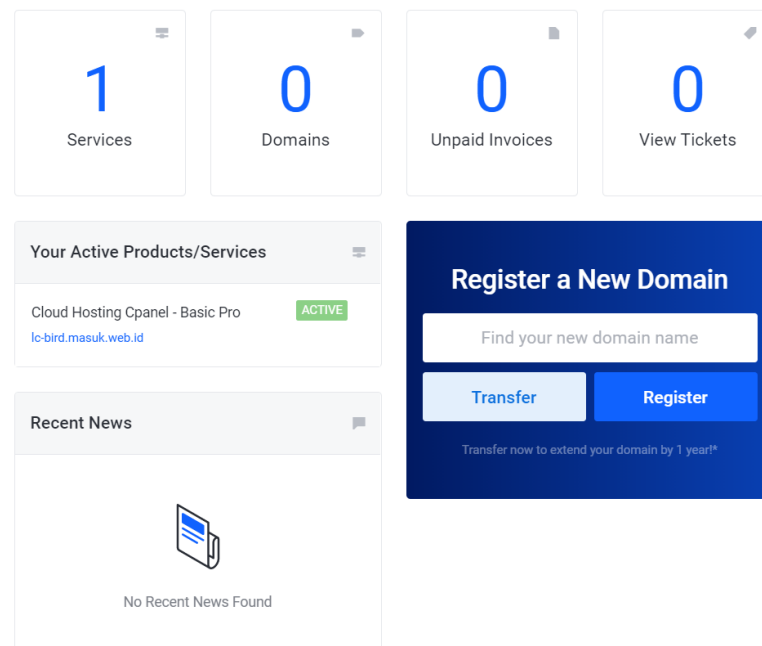 1
Services
0
Domains
0
Unpaid Invoices
0
View Tickets
Your Active Products/Services
Cloud Hosting Cpanel - Basic Pro
ACTIVE
lc-bird.masuk.web.id
Recent News
No Recent News Found
Register a New Domain
Find your new domain name
Transfer
Register
Transfer now to extend your domain by 1 year!*